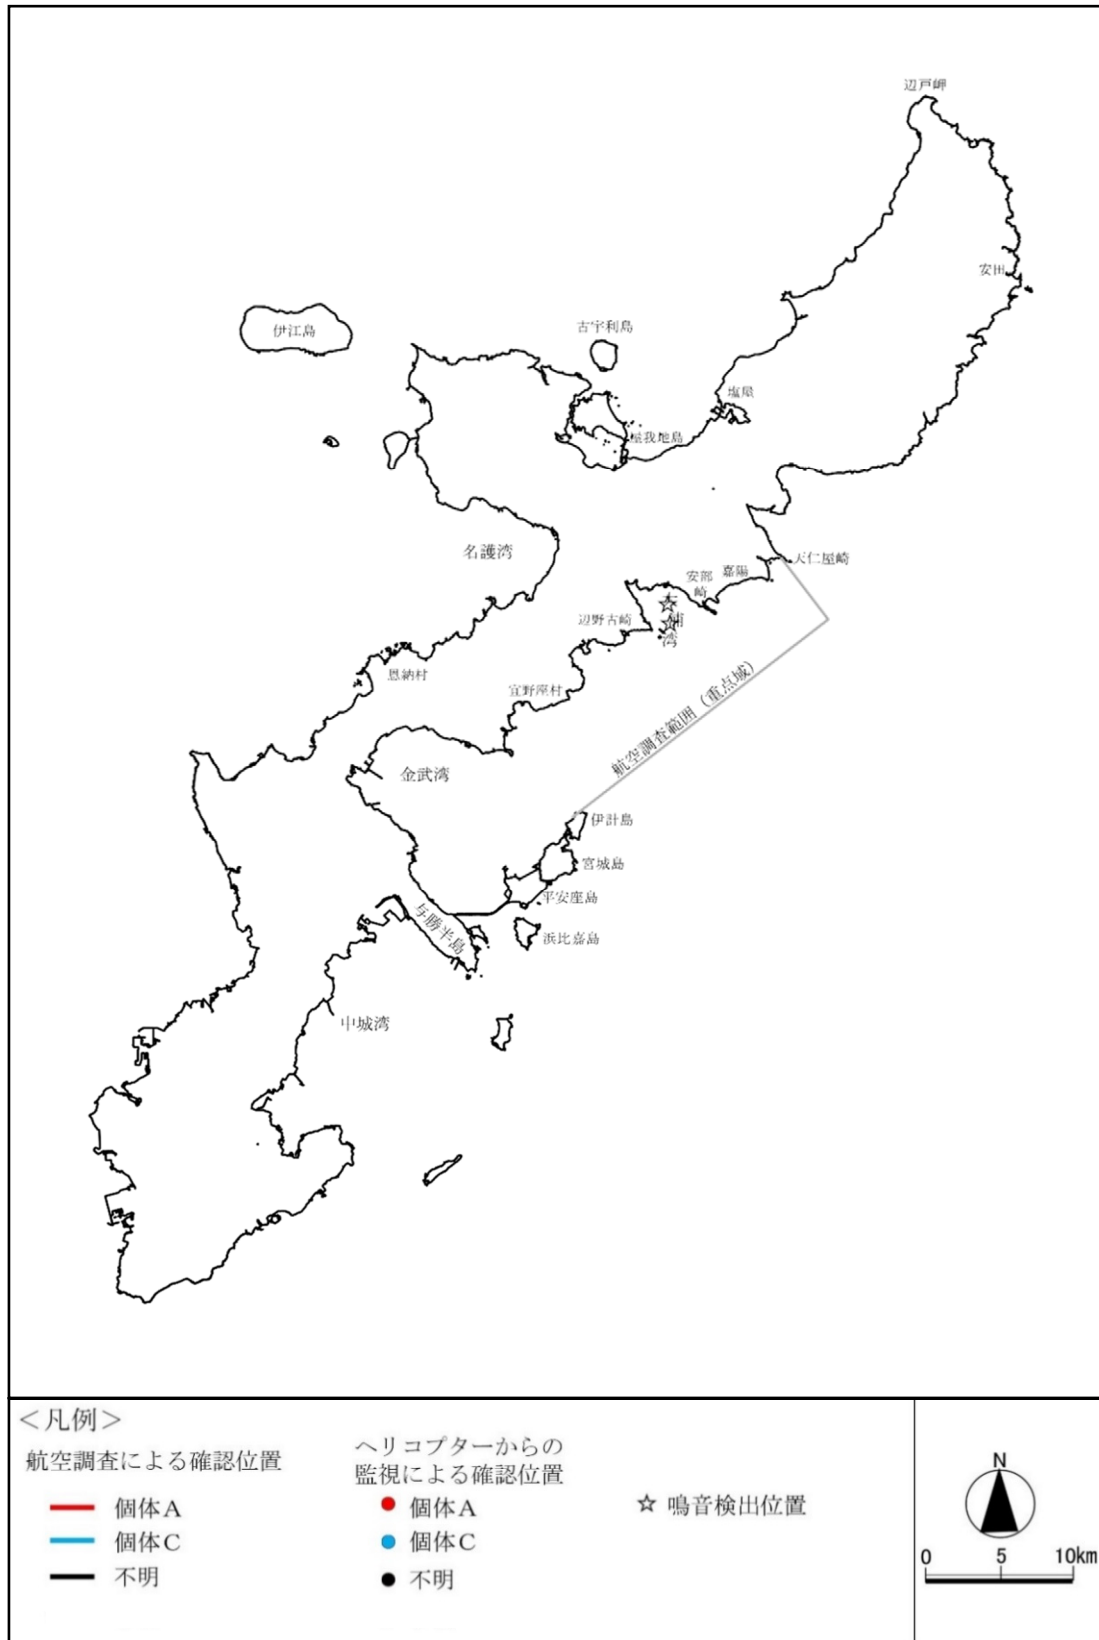 辺戸岬
安田
伊江島
古宇利島
塩屋
屋我地島
名護湾
天仁屋崎
嘉陽
安部
崎
辺野古崎
浦
湾
恩納村
宜野座村
航空調査範囲(重点域)
金武湾
伊計島
宮城島
平安座島
与勝半島
浜比嘉島
中城湾
<凡例>
航空調査による確認位置
個体A
個体C
不明
ヘリコプターからの
監視による確認位置
個体A
個体C
不明
☆ 鳴音検出位置
N
0 5 10km